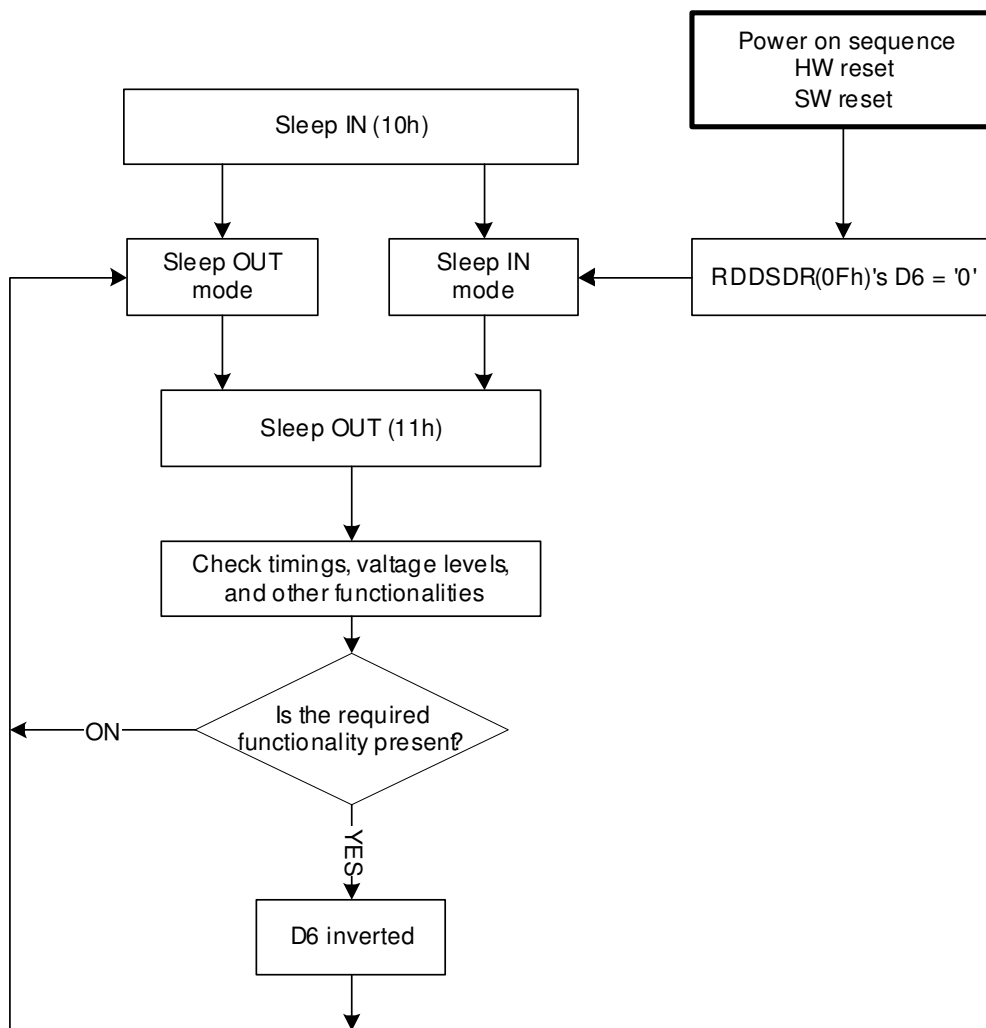 Power on sequence
HW reset
SW reset
Sleep IN (10h)
Sleep OUT
mode
Sleep IN
mode
RDDSDR(0Fh)'s D6 = '0'
Sleep OUT (11h)
Check timings, valtage levels,
and other functionalities
Is the required
functionality present?
ON
YES
D6 inverted